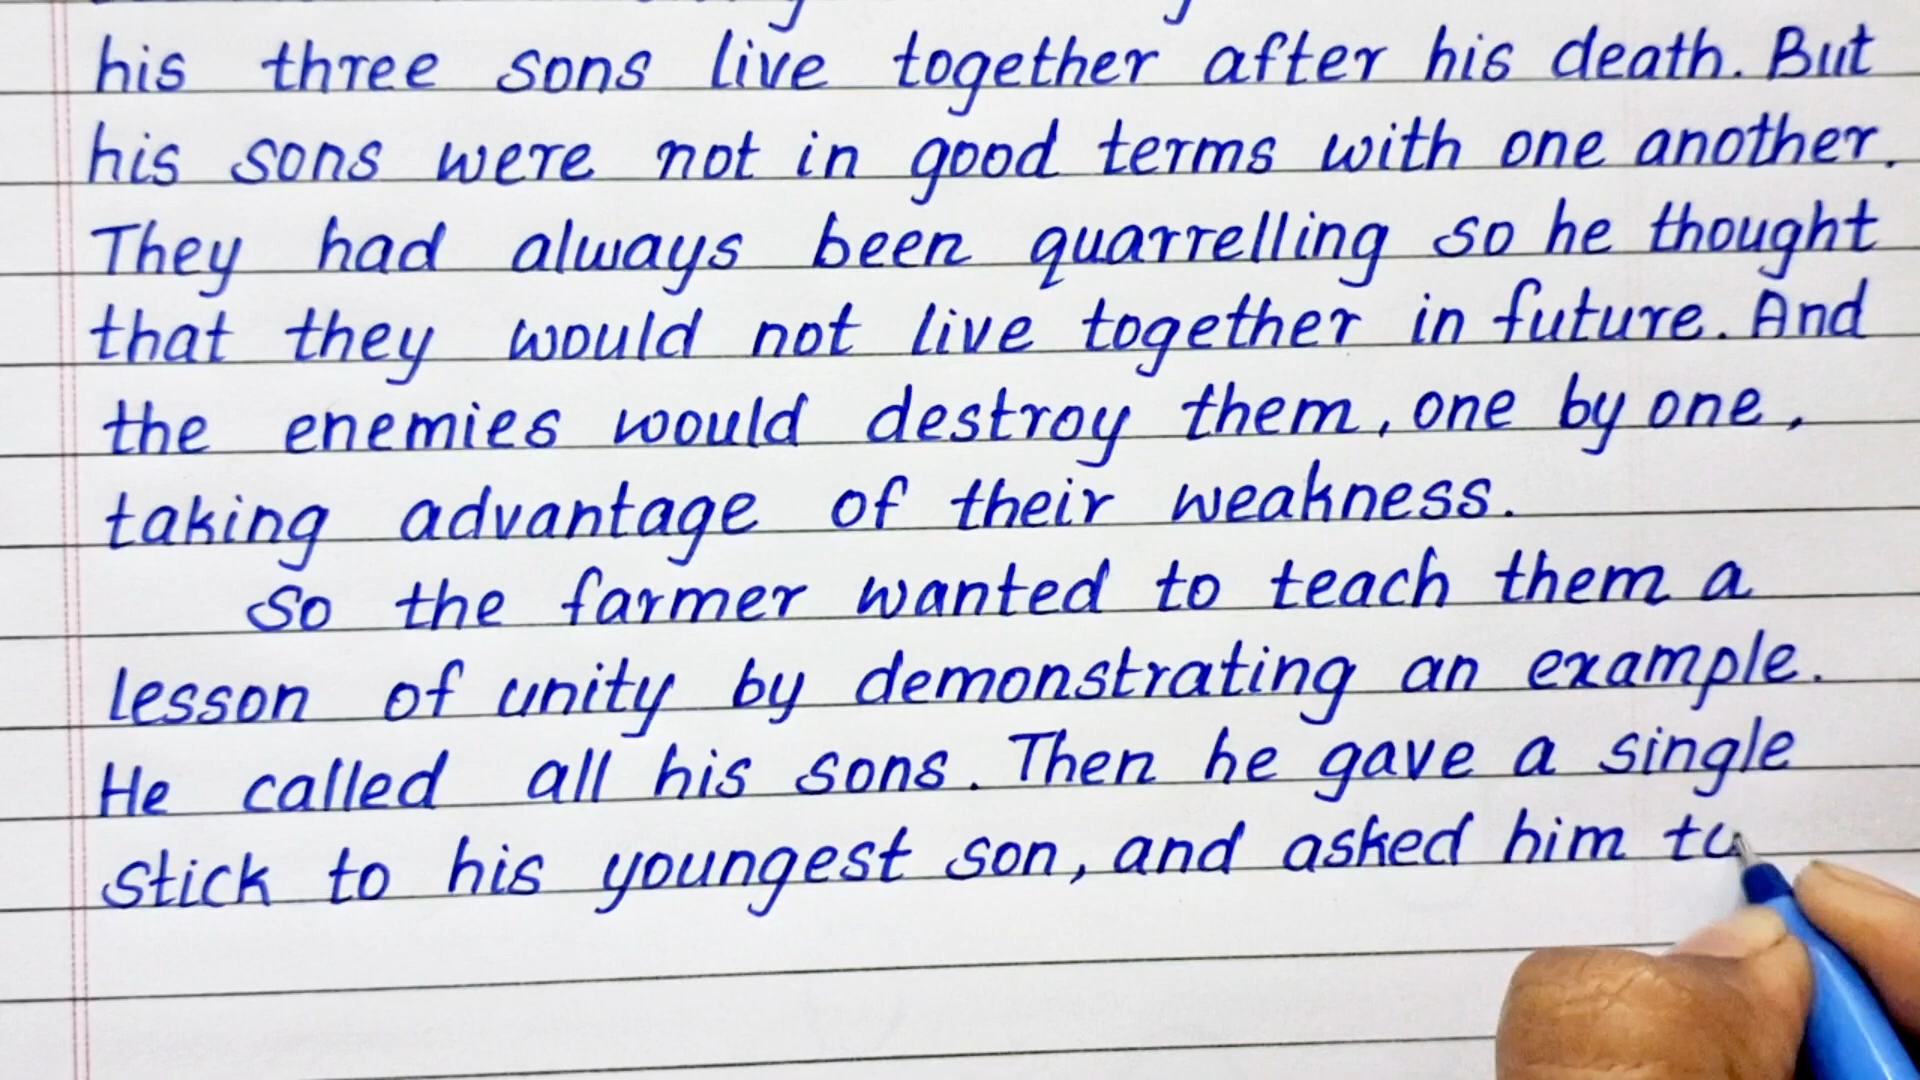 his three sons live together after his death. But
his sons were not in good terms with one another.
They had always been quarrelling so he thought
that they would not live together in future. And
the enemies would destroy them, one by one,
taking advantage of their weakness.
So the farmer wanted to teach them a
lesson of unity by demonstrating an example.
He called all his sons. Then he gave a single
stick to his youngest son, and asked him